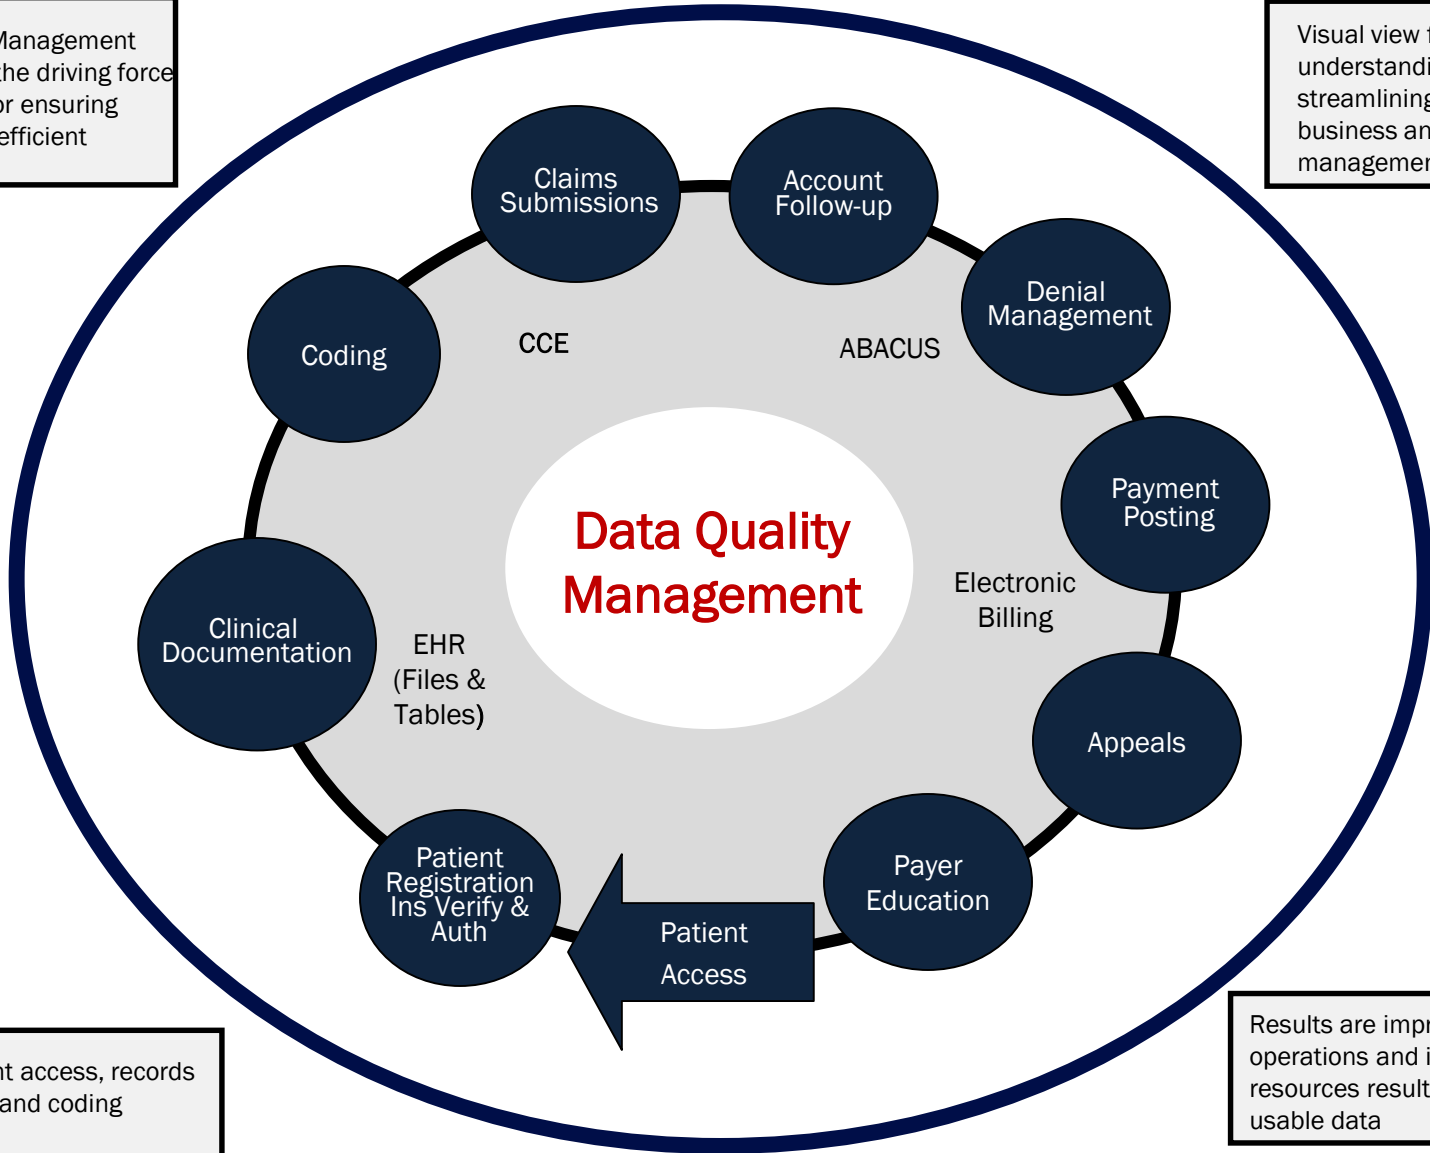 Management
the driving force
or ensuring
efficient
Visual view
understandi
streamlining
business an
managemen
Claims
Submissions
Account
Follow-up
Denial
Management
Coding
CCE
ABACUS
Payment
Posting
Data Quality
Management
Electronic
Billing
Clinical
Documentation
EHR
(Files &
Tables)
Appeals
Patient
Registration
Ins Verify &
Auth
Payer
Education
Patient
Access
nt access, records
and coding
Results are impr
operations and i
resources result
usable data